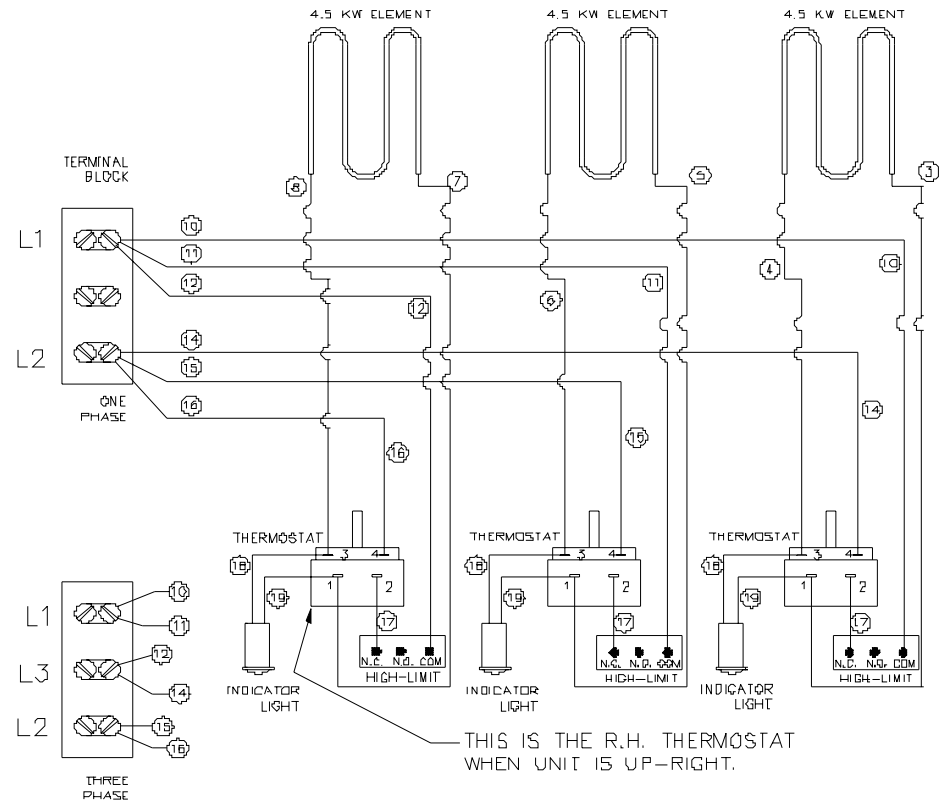 4.5 KW ELEMENT
4.5 KW ELEMENT
4.5 KW ELEMENT
TERMINAL
BLOCK
8
7
5
3
L1
10
11
12
12
6
11
4
10
L2
14
15
16
ONE
PHASE
14
15
16
THERMOSTAT
3 4
1 2
18
19
17
N.C. N.O. COM
HIGH-LIMIT
INDICATOR
LIGHT
THERMOSTAT
3 4
1 2
18
19
17
N.C. N.O. COM
HIGH-LIMIT
INDICATOR
LIGHT
THERMOSTAT
3 4
1 2
18
19
17
N.C. N.O. COM
HIGH-LIMIT
INDICATOR
LIGHT
L1
10
11
L3
12
14
L2
15
16
THREE
PHASE
THIS IS THE R.H. THERMOSTAT
WHEN UNIT IS UP-RIGHT.